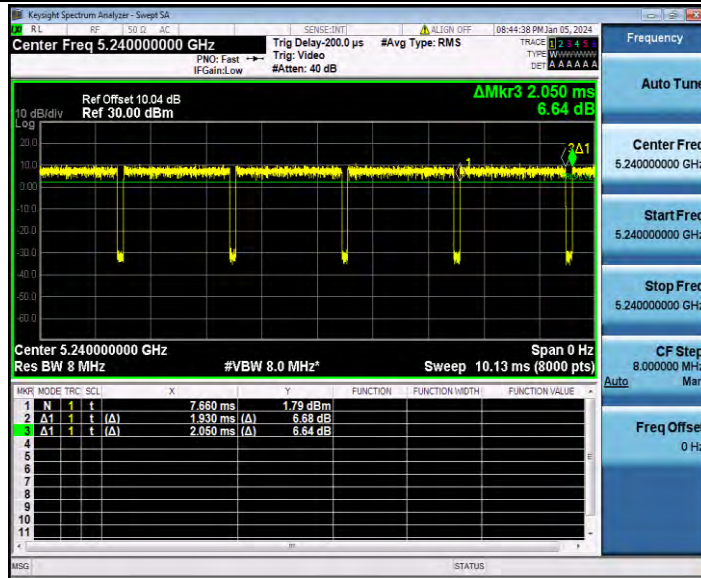 Keysight Spectrum Analyzer - Swept SA
RL RF 50 Ω AC SENSE:INT ALIGN OFF 08:44:38 PM Jan 05, 2024
Center Freq 5.240000000 GHz
PNO: Fast
IFGain:Low
Trig Delay-200.0 µs
Trig: Video
#Atten: 40 dB
#Avg Type: RMS
TRACE 1 2 3 4 5 6
TYPE WWWWWW
DET A A A A A A
Frequency
Ref Offset 10.04 dB
10 dB/div Ref 30.00 dBm
Log
ΔMkr3 2.050 ms
6.64 dB
20.0
10.0
0.00
-10.0
-20.0
-30.0
-40.0
-50.0
-60.0
1
3Δ1
Center 5.240000000 GHz Span 0 Hz
Res BW 8 MHz #VBW 8.0 MHz* Sweep 10.13 ms (8000 pts)
MKR MODE TRC SCL X Y FUNCTION FUNCTION WIDTH FUNCTION VALUE
1 N 1 t 7.660 ms 1.79 dBm
2 Δ1 1 t (Δ) 1.930 ms (Δ) 6.68 dB
3 Δ1 1 t (Δ) 2.050 ms (Δ) 6.64 dB
4
5
6
7
8
9
10
11
MSG STATUS
Auto Tune
Center Freq
5.240000000 GHz
Start Freq
5.240000000 GHz
Stop Freq
5.240000000 GHz
CF Step
8.000000 MHz
Auto Man
Freq Offset
0 Hz